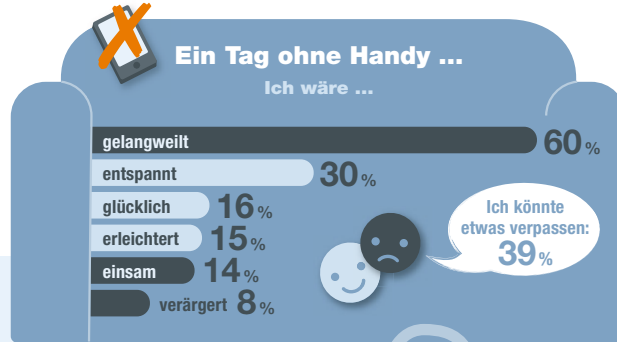 Ein Tag ohne Handy ...
Ich wäre ...
gelangweilt 60%
entspannt 30%
glücklich 16%
erleichtert 15%
einsam 14%
verärgert 8%
Ich könnte
etwas verpassen:
39%